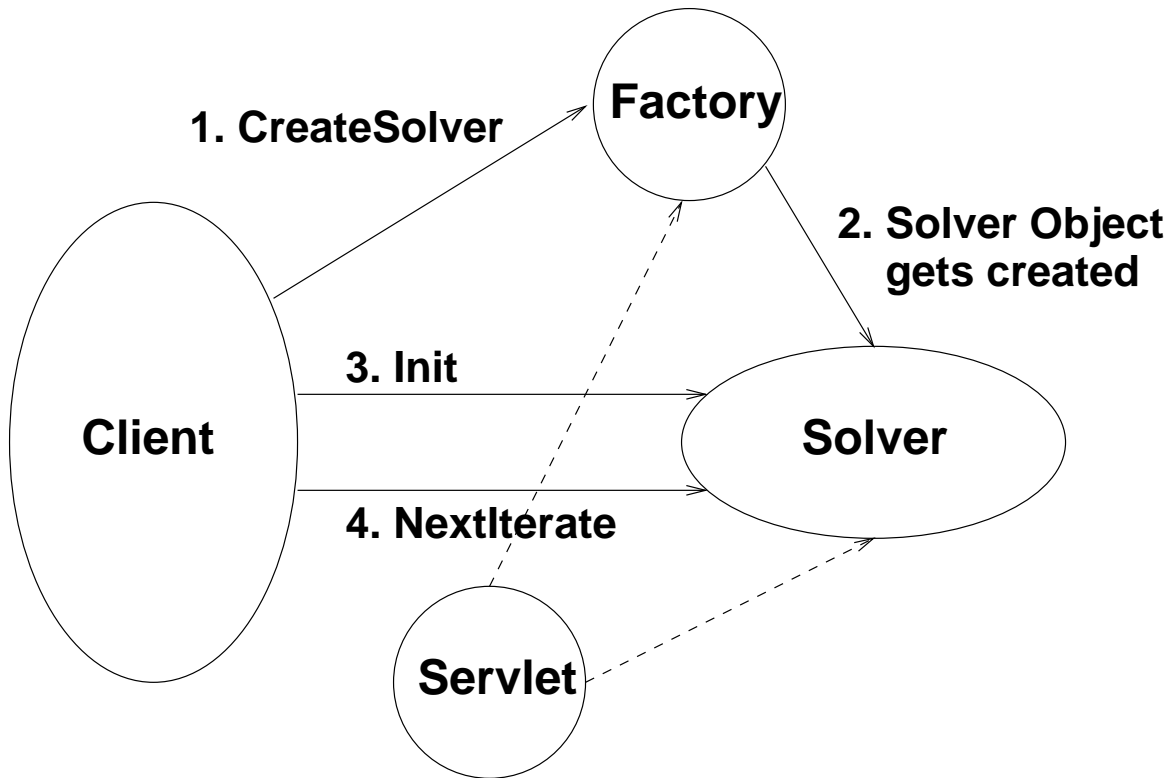 Factory
1. CreateSolver
2. Solver Object
gets created
3. Init
Client
Solver
4. NextIterate
Servlet